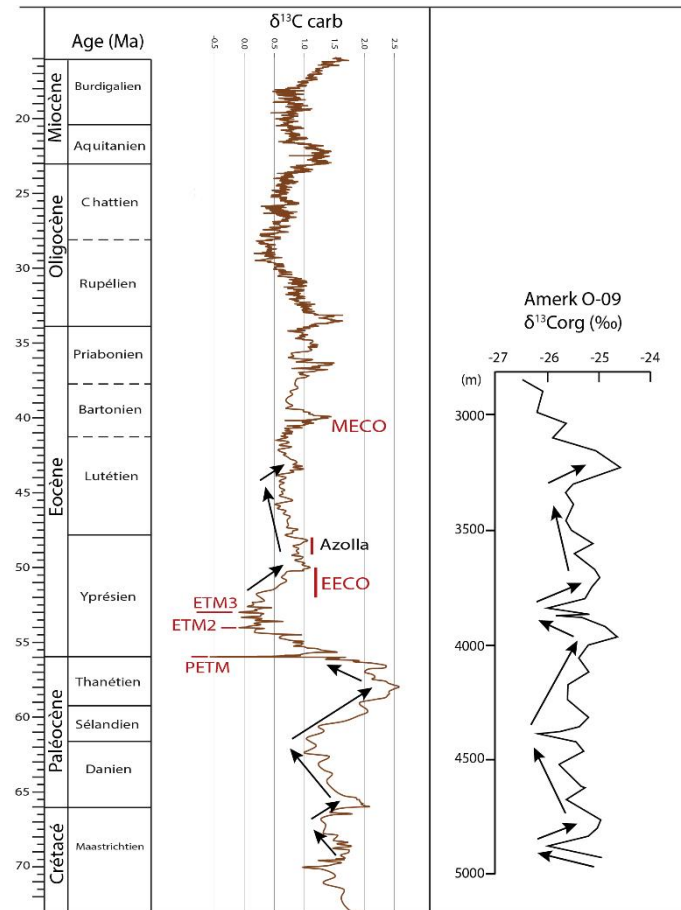 δ¹³C carb
Age (Ma)
-0.5 0.0 0.5 1.0 1.5 2.0 2.5
Miocène
Burdigalien
20
Aquitanien
25
Oligocène
Chattien
30
Rupélien
Amerk O-09
δ¹³Corg (‰)
35
Priabonien
-27 -26 -25 -24
(m)
3000
40
Bartonien
MECO
Eocène
Lutétien
45
3500
Azolla
50
Yprésien
EECO
ETM3
ETM2
4000
55
PETM
Paléocène
Thanétien
60
Sélandien
Danien
4500
65
Crétacé
Maastrichtien
70
5000